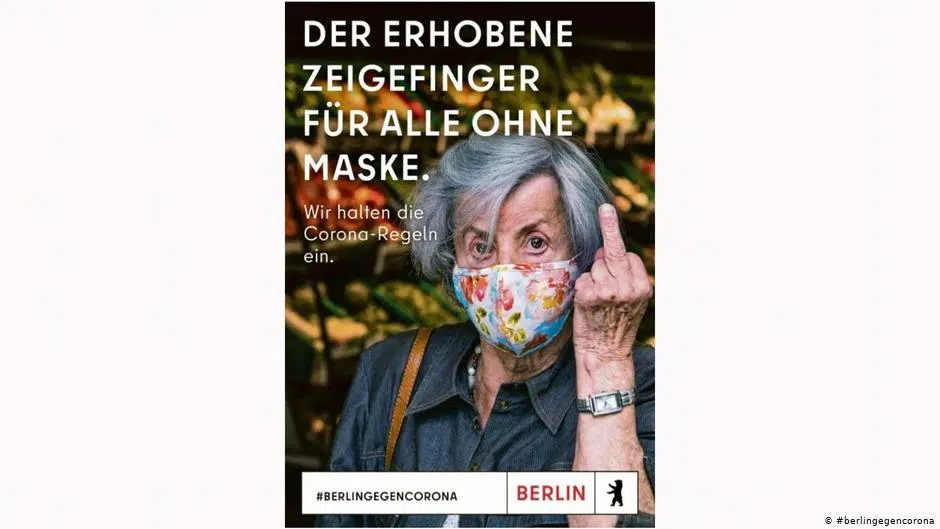 DER ERHOBENE
ZEIGEFINGER
FÜR ALLE OHNE
MASKE.
Wir halten die
Corona-Regeln
ein.
#BERLINGEGENCORONA
BERLIN
© #berlingegencorona